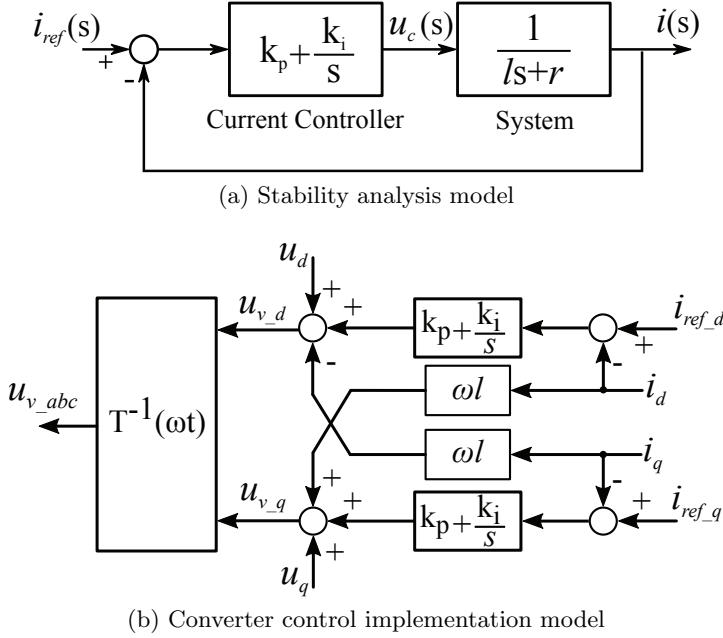 i_ref(s)
+
-
k_p + k_i/s
u_c(s)
1/(ls+r)
i(s)
Current Controller
System
(a) Stability analysis model
u_d
+
+
-
u_v_d
k_p + k_i/s
i_ref_d
+
-
ωl
i_d
u_v_abc
T^-1(ωt)
ωl
i_q
u_v_q
+
+
+
k_p + k_i/s
-
+
i_ref_q
u_q
(b) Converter control implementation model